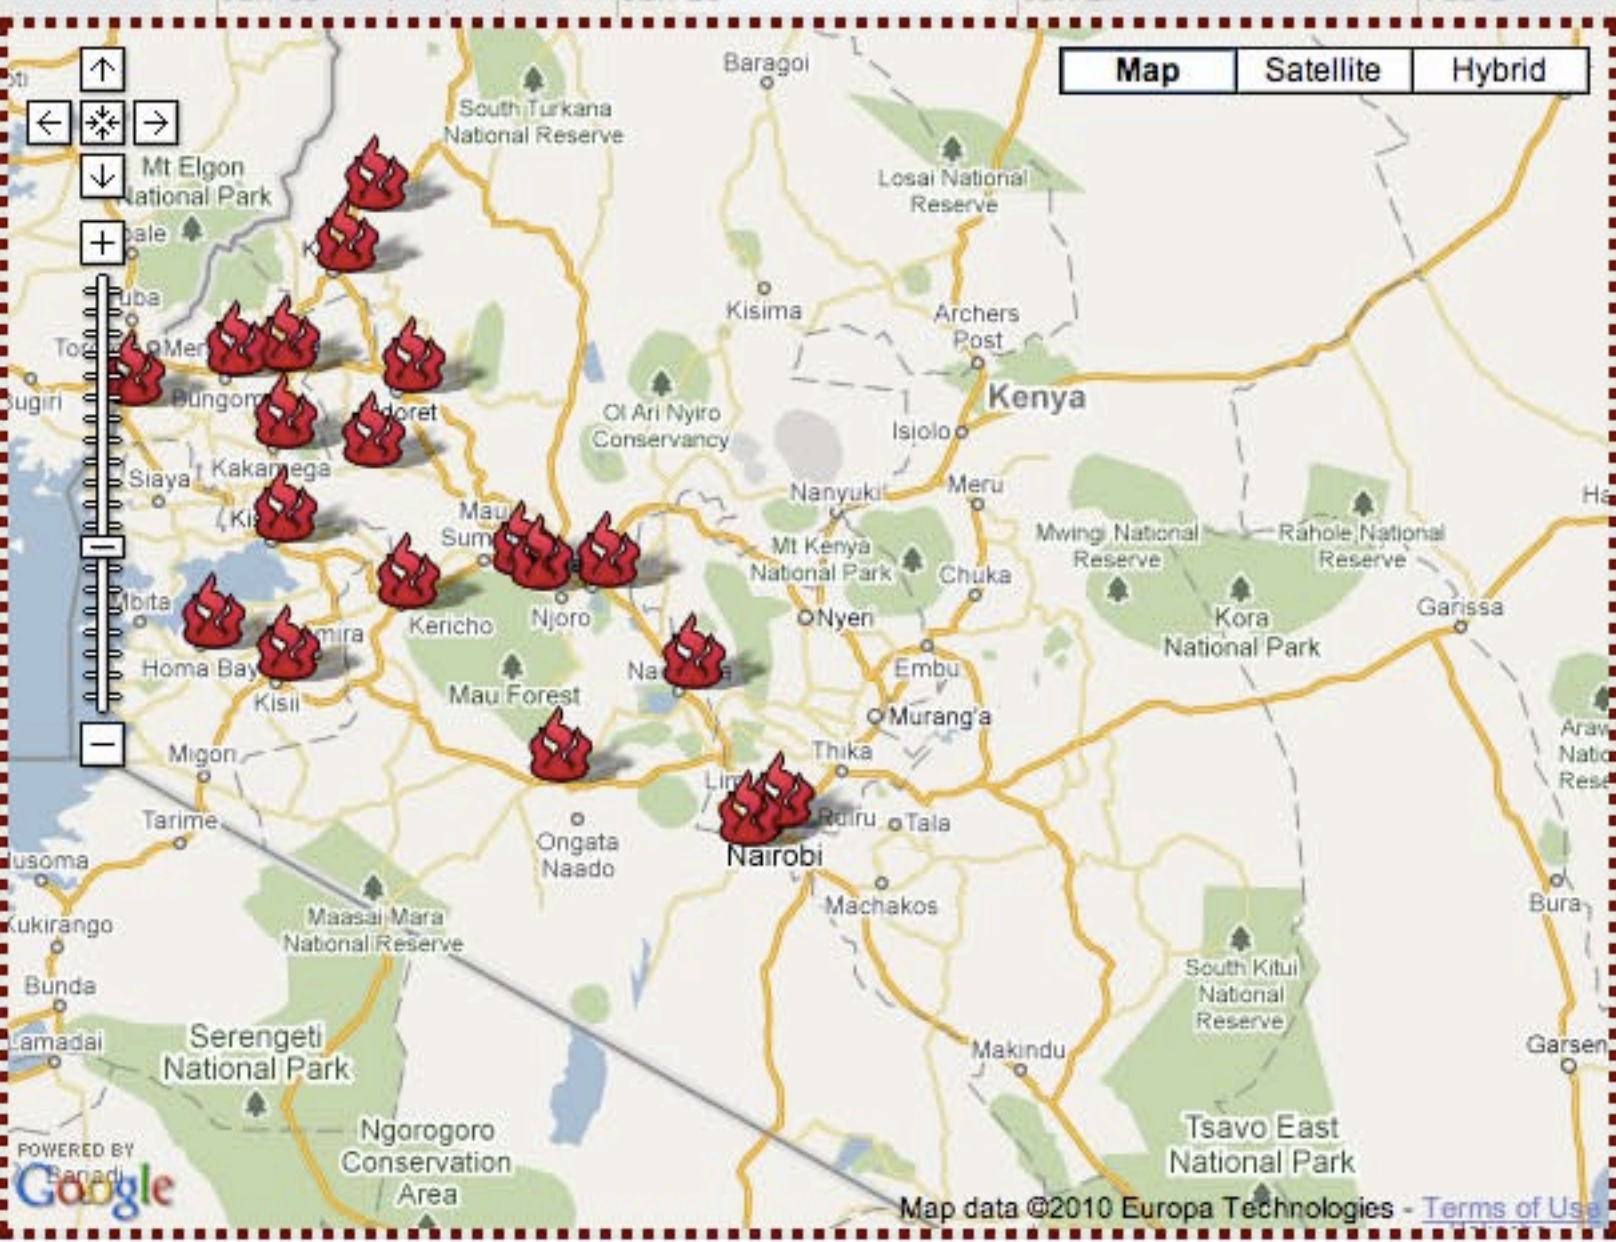 Baragoi
Map
Satellite
Hybrid
South Turkana
National Reserve
Mt Elgon
National Park
Losai National
Reserve
Kisima
Archers
Post
Kenya
Ol Ari Nyiro
Conservancy
Isiolo
Kakamega
Siaya
Nanyuki
Meru
Mau
Mwingi National
Reserve
Rahole National
Reserve
Mt Kenya
National Park
Chuka
Mbita
Kericho
Njoro
Nyeri
Kora
National Park
Garissa
Homa Bay
Embu
Kisii
Mau Forest
Murang'a
Migori
Thika
Tarime
Ruiru
Tala
Ongata
Naado
Nairobi
Machakos
Bura
Maasai Mara
National Reserve
Bunda
South Kitui
National
Reserve
Lamadai
Serengeti
National Park
Makindu
Garsen
Ngorogoro
Conservation
Area
Tsavo East
National Park
POWERED BY
Google
Map data ©2010 Europa Technologies - Terms of Use